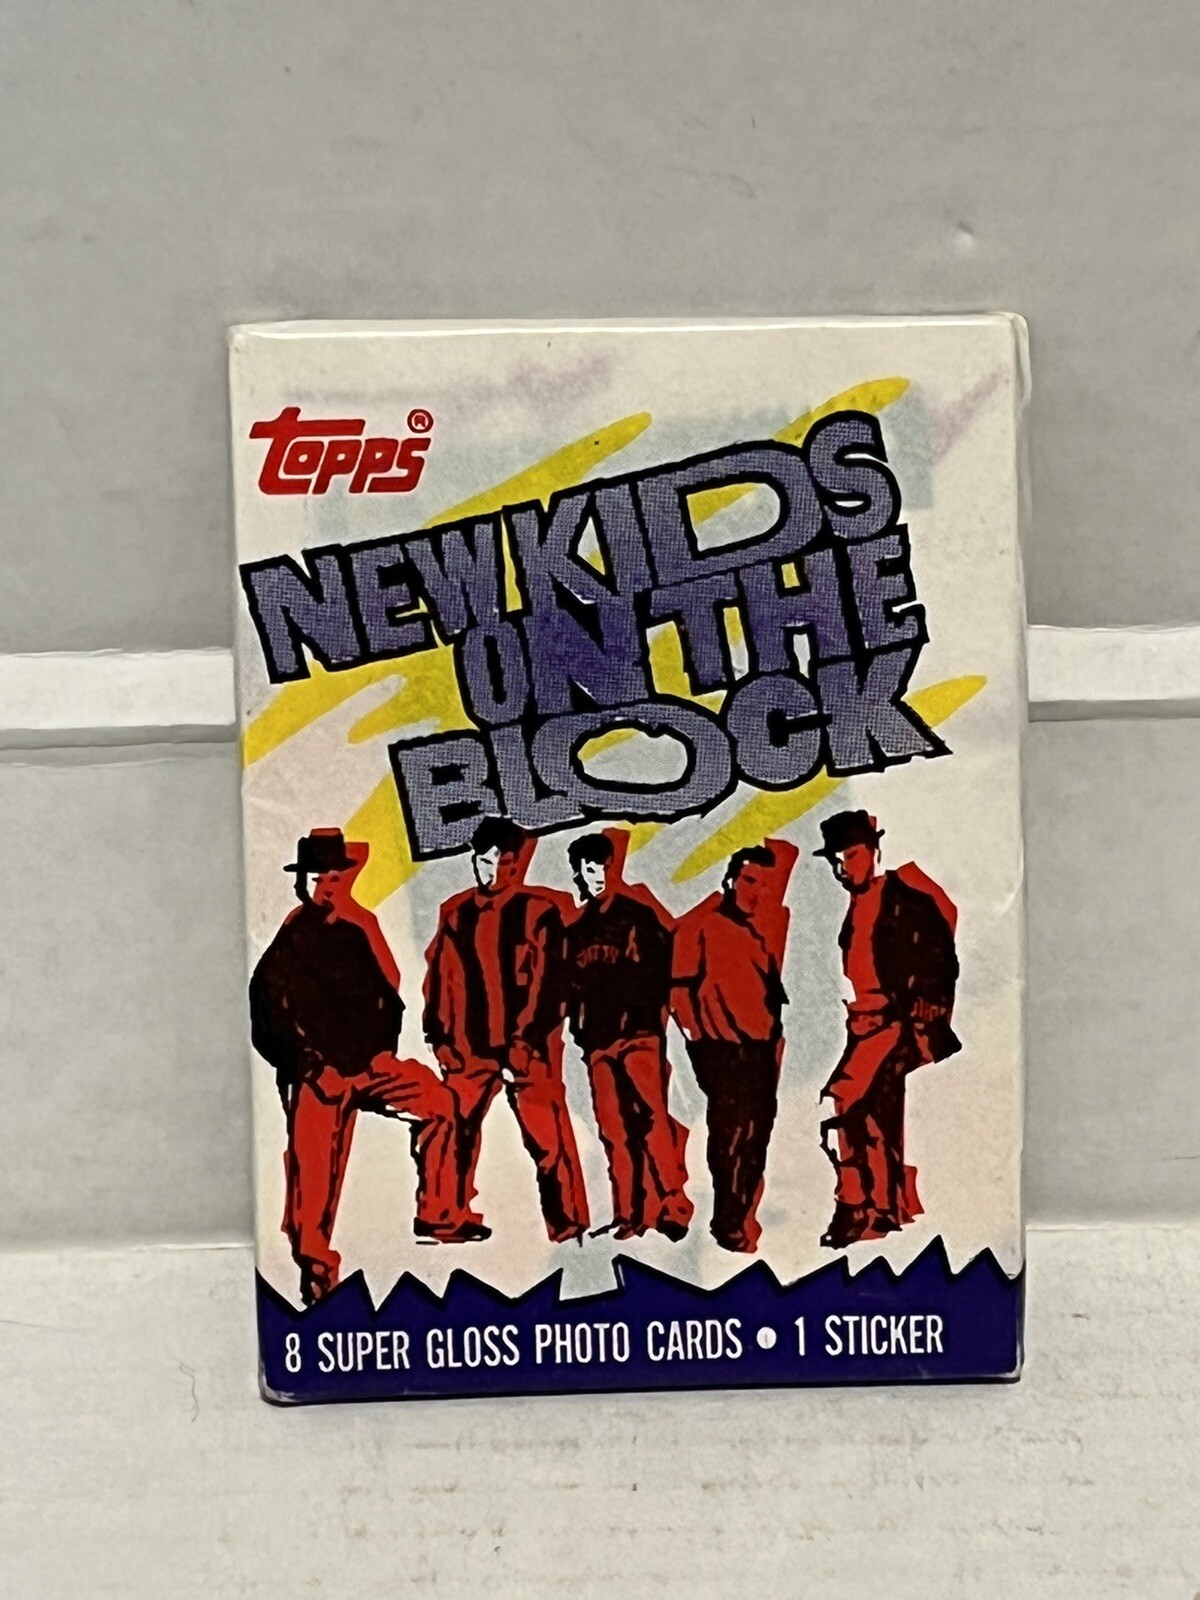 TOPPS®
NEW KIDS
ON THE
BLOCK
8 SUPER GLOSS PHOTO CARDS • 1 STICKER